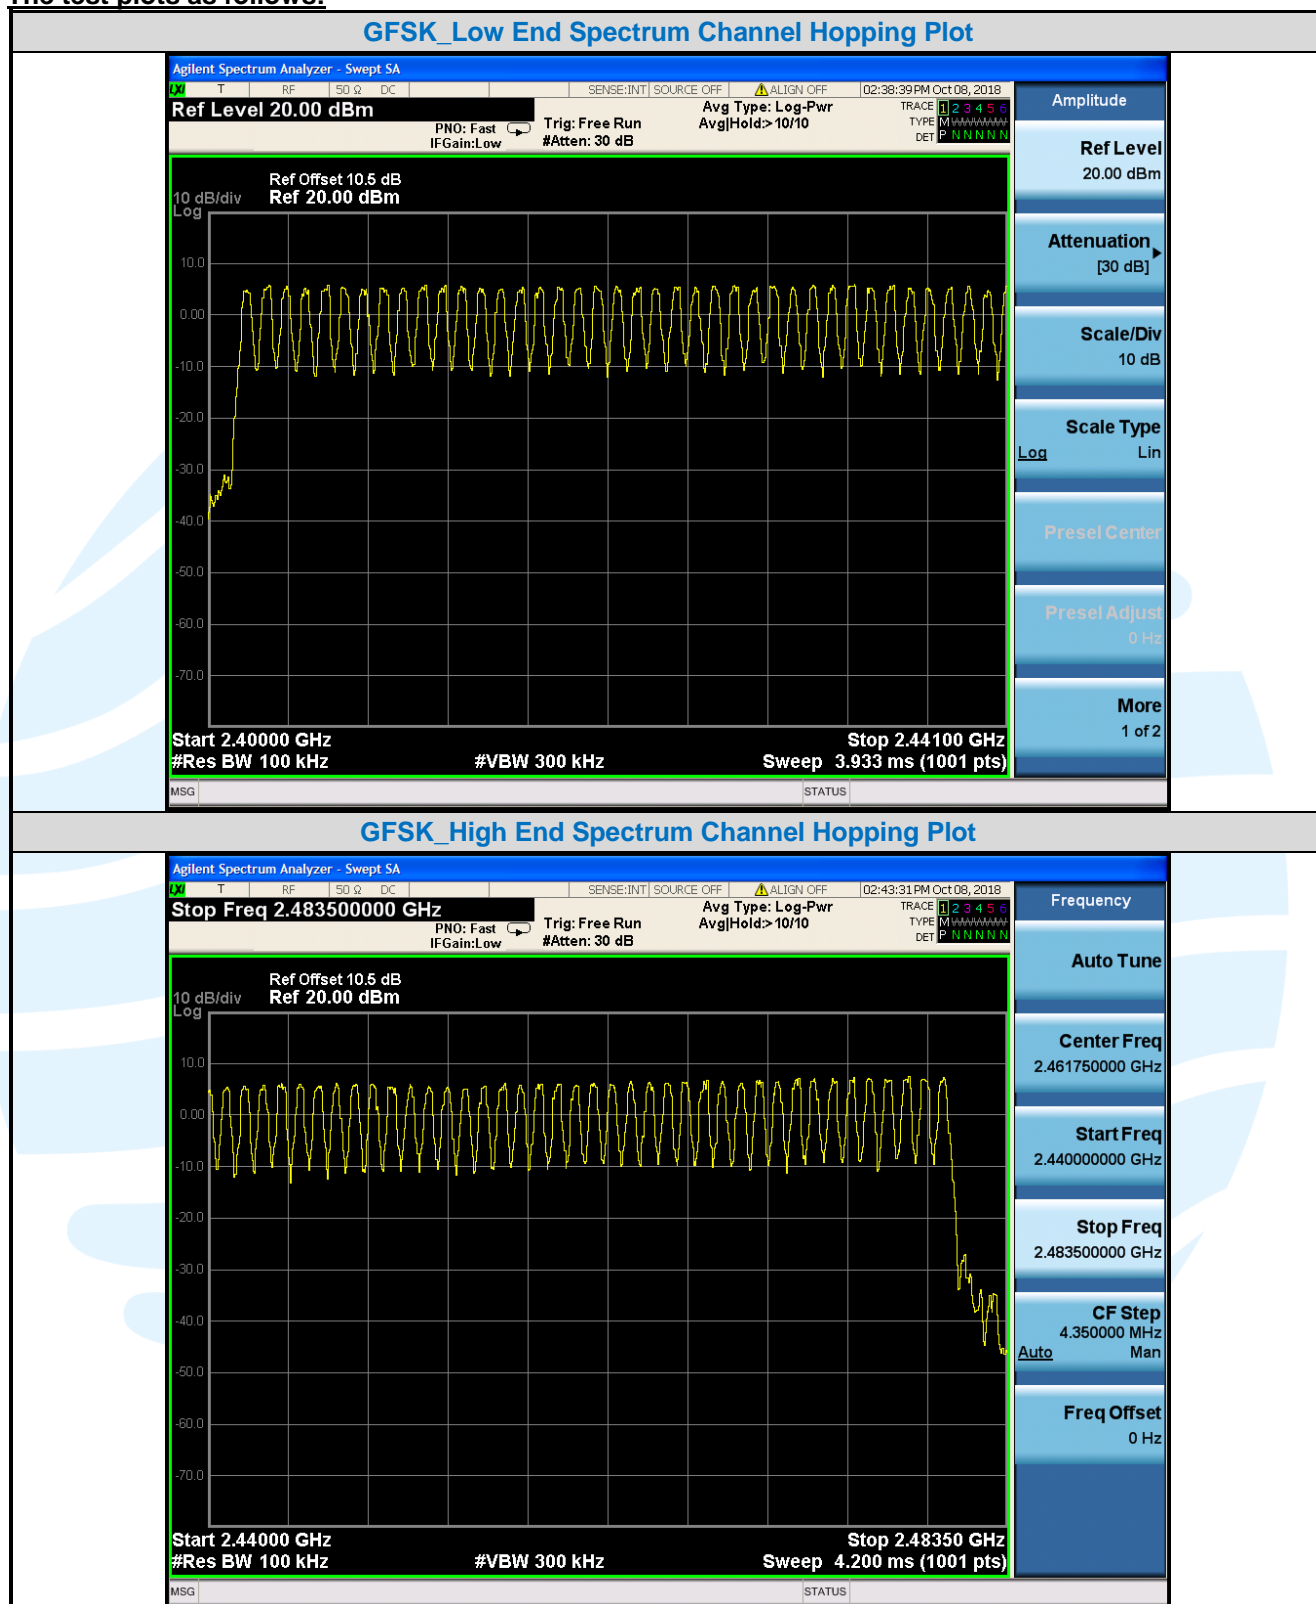 The test plots as follows:
GFSK_Low End Spectrum Channel Hopping Plot
Agilent Spectrum Analyzer - Swept SA
LXI T RF 50 Ω DC SENSE:INT SOURCE OFF ALIGN OFF 02:38:39 PM Oct 08, 2018
Ref Level 20.00 dBm
PNO: Fast
IFGain:Low
Trig: Free Run
#Atten: 30 dB
Avg Type: Log-Pwr
Avg|Hold:>10/10
TRACE 1 2 3 4 5 6
TYPE M
DET P N N N N N
Ref Offset 10.5 dB
10 dB/div Ref 20.00 dBm
Log
10.0
0.00
-10.0
-20.0
-30.0
-40.0
-50.0
-60.0
-70.0
Start 2.40000 GHz Stop 2.44100 GHz
#Res BW 100 kHz #VBW 300 kHz Sweep 3.933 ms (1001 pts)
MSG STATUS
Amplitude
Ref Level
20.00 dBm
Attenuation
[30 dB]
Scale/Div
10 dB
Scale Type
Log Lin
Presel Center
Presel Adjust
0 Hz
More
1 of 2
GFSK_High End Spectrum Channel Hopping Plot
Agilent Spectrum Analyzer - Swept SA
LXI T RF 50 Ω DC SENSE:INT SOURCE OFF ALIGN OFF 02:43:31 PM Oct 08, 2018
Stop Freq 2.483500000 GHz
PNO: Fast
IFGain:Low
Trig: Free Run
#Atten: 30 dB
Avg Type: Log-Pwr
Avg|Hold:>10/10
TRACE 1 2 3 4 5 6
TYPE M
DET P N N N N N
Ref Offset 10.5 dB
10 dB/div Ref 20.00 dBm
Log
10.0
0.00
-10.0
-20.0
-30.0
-40.0
-50.0
-60.0
-70.0
Start 2.44000 GHz Stop 2.48350 GHz
#Res BW 100 kHz #VBW 300 kHz Sweep 4.200 ms (1001 pts)
MSG STATUS
Frequency
Auto Tune
Center Freq
2.461750000 GHz
Start Freq
2.440000000 GHz
Stop Freq
2.483500000 GHz
CF Step
4.350000 MHz
Auto Man
Freq Offset
0 Hz